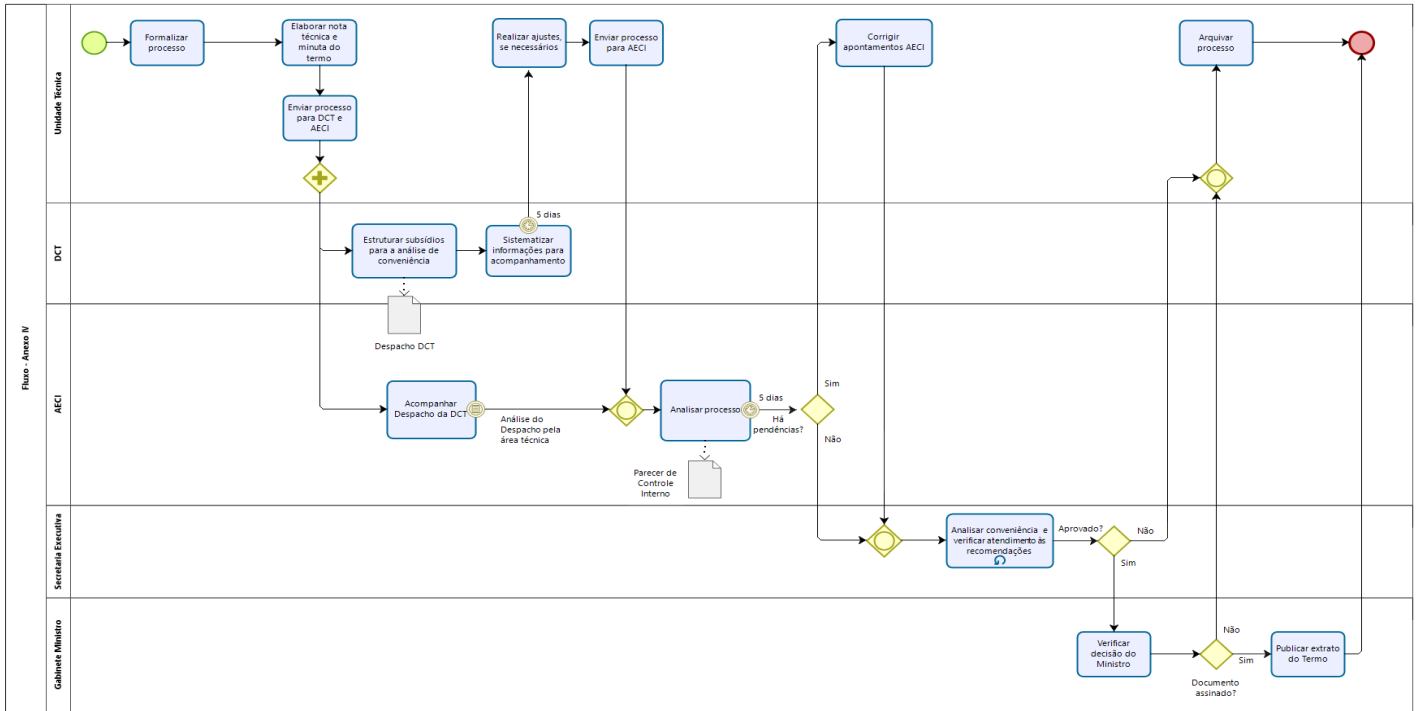 Fluxo - Anexo IV
Unidade Técnica
Formalizar
processo
Elaborar nota
técnica e
minuta do
termo
Enviar processo
para DCT e
AECI
Realizar ajustes,
se necessários
Enviar processo
para AECI
Corrigir
apontamentos AECI
Arquivar
processo
DCT
Estruturar subsídios
para a análise de
conveniência
5 dias
Sistematizar
informações para
acompanhamento
Despacho DCT
AECI
Acompanhar
Despacho da DCT
Análise do
Despacho pela
área técnica
Analisar processo
5 dias
Há
pendências?
Sim
Não
Parecer de
Controle
Interno
Secretaria Executiva
Analisar conveniência e
verificar atendimento às
recomendações
Aprovado?
Não
Sim
Gabinete Ministro
Verificar
decisão do
Ministro
Não
Sim
Documento
assinado?
Publicar extrato
do Termo